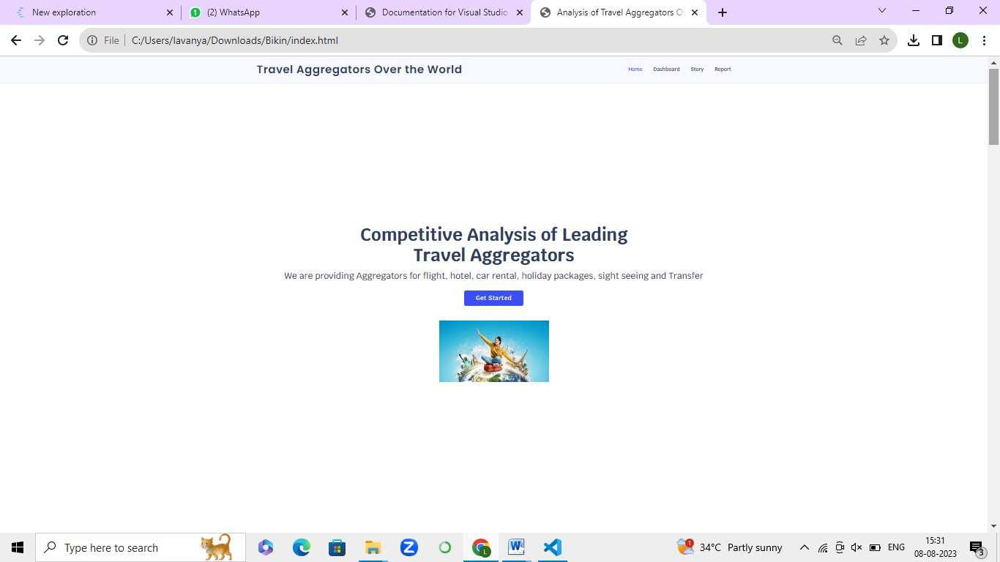 New exploration
(2) WhatsApp
Documentation for Visual Studio
Analysis of Travel Aggregators O
File
C:/Users/lavanya/Downloads/Bikin/index.html
L
Travel Aggregators Over the World
Home
Dashboard
Story
Report
Competitive Analysis of Leading
Travel Aggregators
We are providing Aggregators for flight, hotel, car rental, holiday packages, sight seeing and Transfer
Get Started
Type here to search
34°C Partly sunny
ENG
15:31
08-08-2023
3